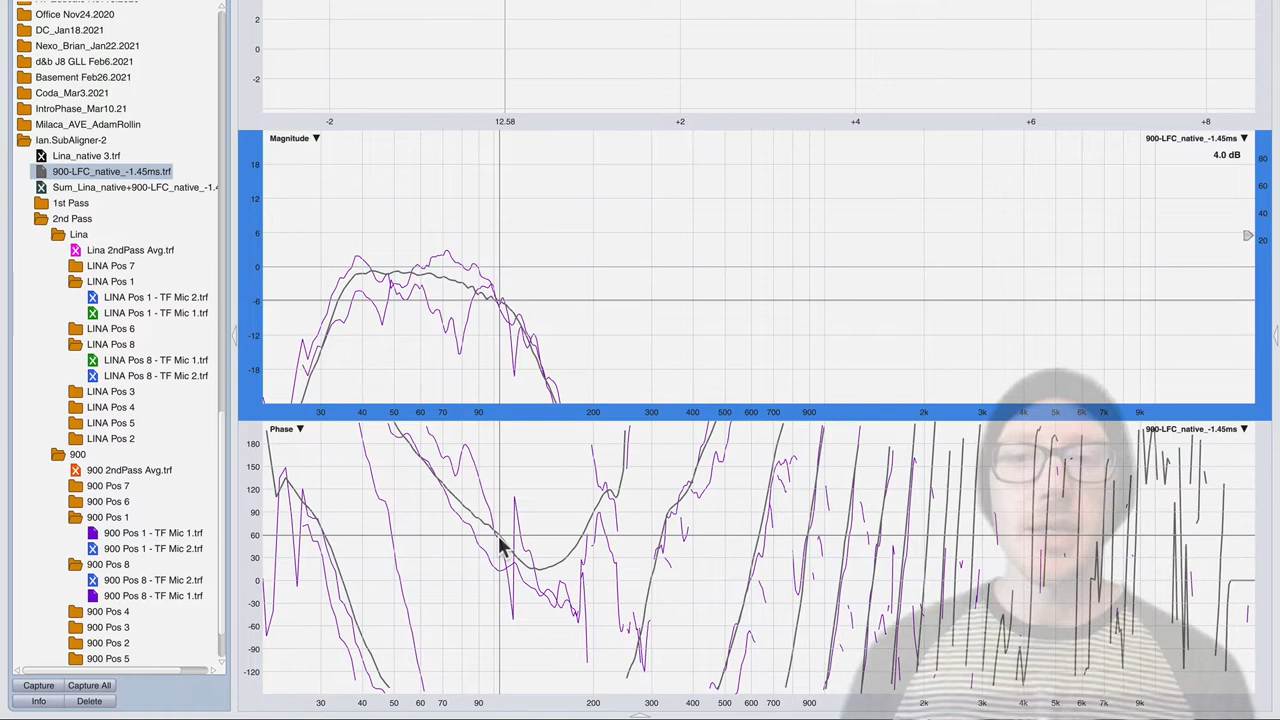 Office Nov24.2020
DC_Jan18.2021
Nexo_Brian_Jan22.2021
d&b J8 GLL Feb6.2021
Basement Feb26.2021
Coda_Mar3.2021
IntroPhase_Mar10.21
Milaca_AVE_AdamRollin
Ian.SubAligner-2
Lina_native 3.trf
900-LFC_native_-1.45ms.trf
Sum_Lina_native+900-LFC_native_-1.4
1st Pass
2nd Pass
Lina
Lina 2ndPass Avg.trf
LINA Pos 7
LINA Pos 1
LINA Pos 1 - TF Mic 2.trf
LINA Pos 1 - TF Mic 1.trf
LINA Pos 6
LINA Pos 8
LINA Pos 8 - TF Mic 1.trf
LINA Pos 8 - TF Mic 2.trf
LINA Pos 3
LINA Pos 4
LINA Pos 5
LINA Pos 2
900
900 2ndPass Avg.trf
900 Pos 7
900 Pos 6
900 Pos 1
900 Pos 1 - TF Mic 1.trf
900 Pos 1 - TF Mic 2.trf
900 Pos 8
900 Pos 8 - TF Mic 2.trf
900 Pos 8 - TF Mic 1.trf
900 Pos 4
900 Pos 3
900 Pos 2
900 Pos 5
Capture Capture All
Info Delete
2
0
-2
-2 12.58 +2 +4 +6 +8
Magnitude ▼ 900-LFC_native_-1.45ms ▼
4.0 dB
18
12
6
0
-6
-12
-18
80
60
40
20
30 40 50 60 70 90 200 300 400 600 700 900 2k 3k 4k 5k 6k 7k 9k
Phase ▼ 900-LFC_native_-1.45ms ▼
180
150
120
90
60
30
0
-30
-60
-90
-120
30 40 50 60 70 90 200 300 400 600 700 900 2k 3k 4k 5k 6k 7k 9k